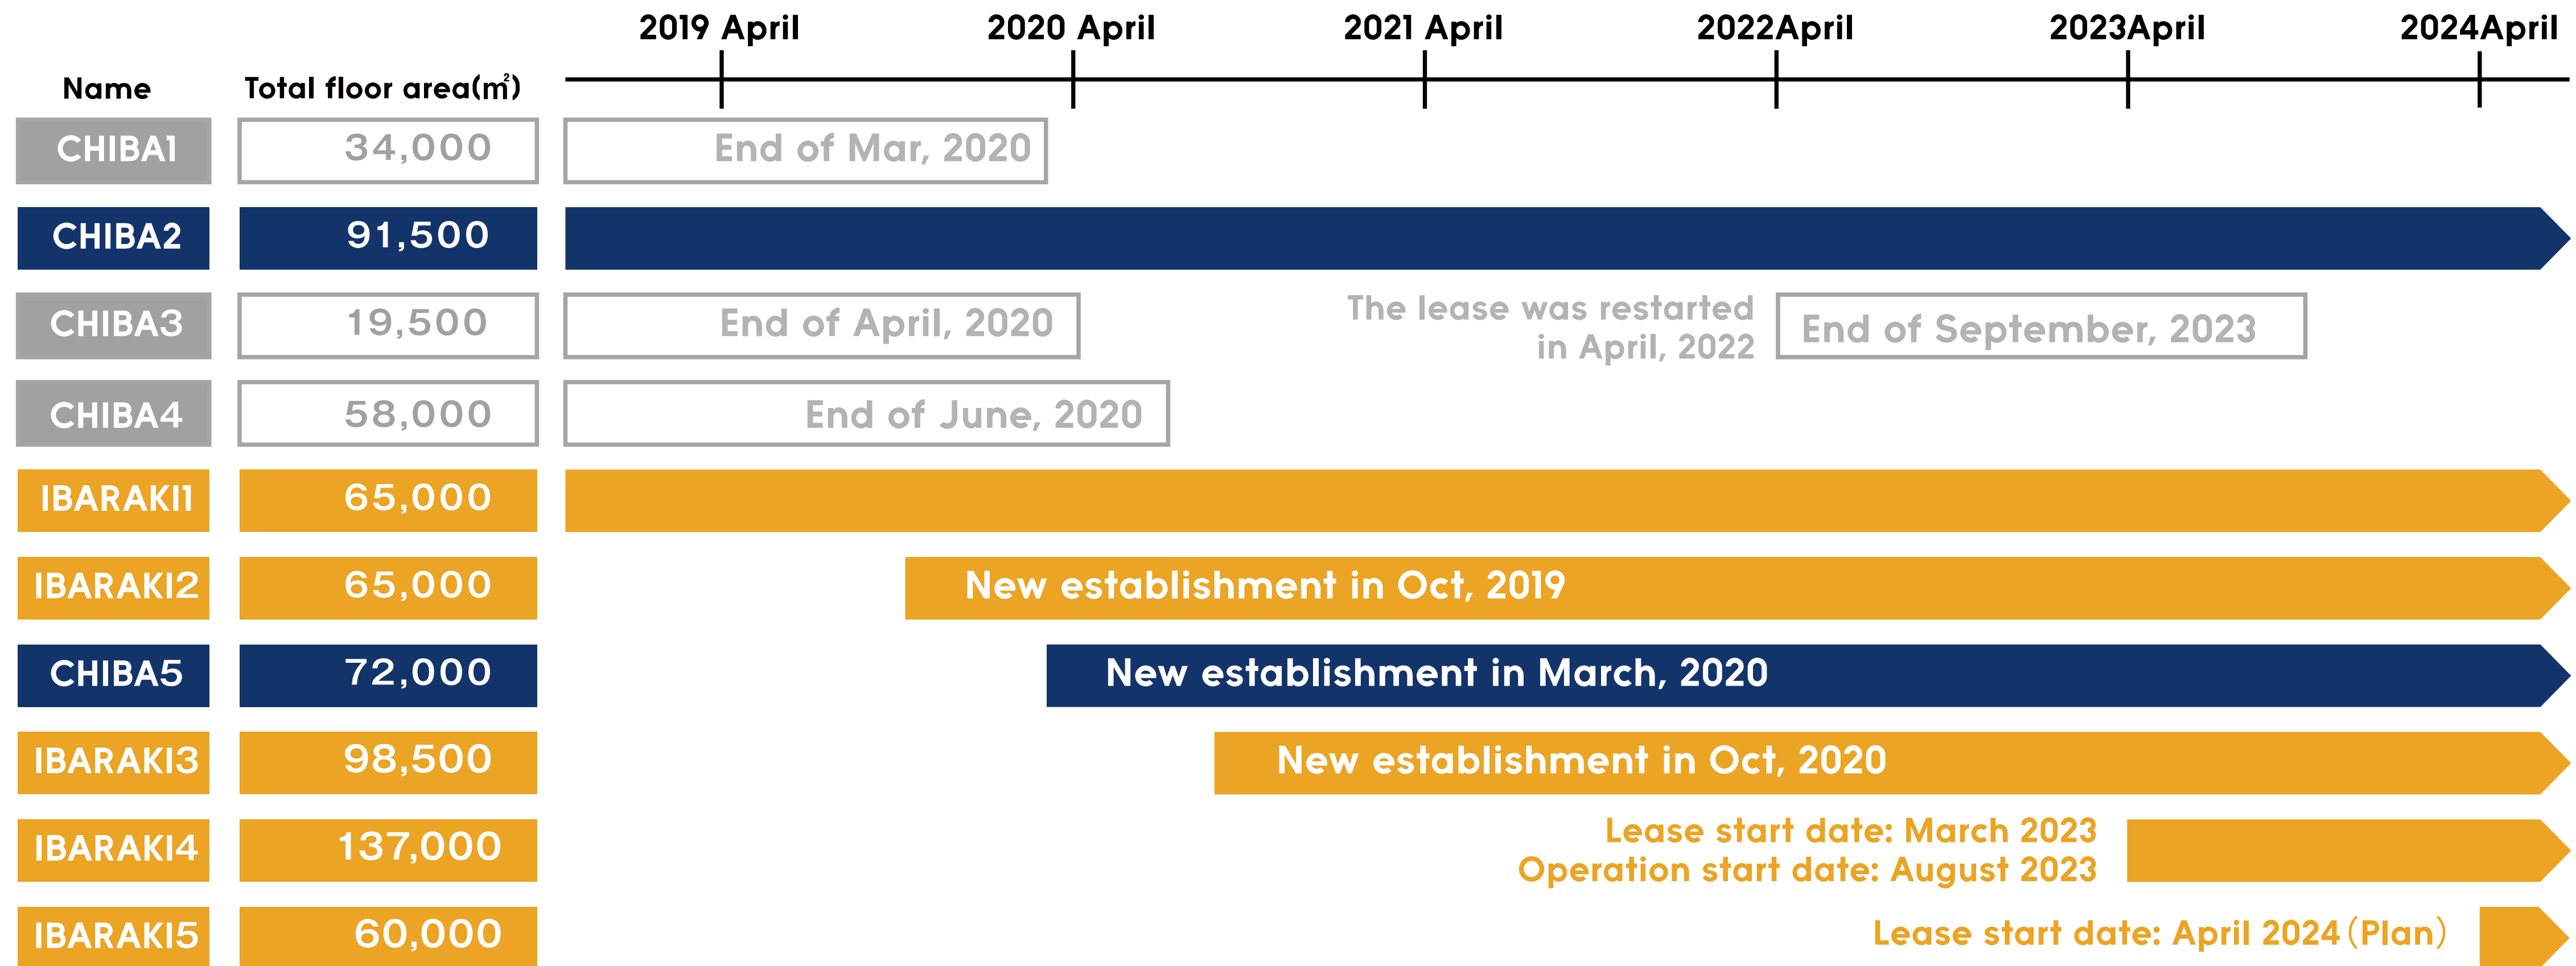 2019 April 2020 April 2021 April 2022April 2023April 2024April
Name Total floor area(㎡)
CHIBA1 34,000 End of Mar, 2020
CHIBA2 91,500
CHIBA3 19,500 End of April, 2020 The lease was restarted
in April, 2022 End of September, 2023
CHIBA4 58,000 End of June, 2020
IBARAKI1 65,000
IBARAKI2 65,000 New establishment in Oct, 2019
CHIBA5 72,000 New establishment in March, 2020
IBARAKI3 98,500 New establishment in Oct, 2020
IBARAKI4 137,000 Lease start date: March 2023
Operation start date: August 2023
IBARAKI5 60,000 Lease start date: April 2024（Plan）